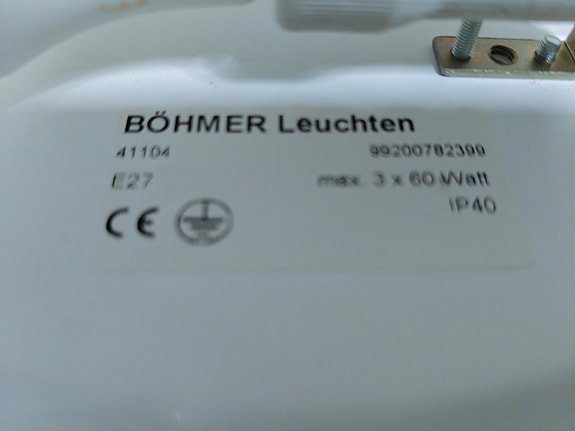 BÖHMER Leuchten
41104 99200782399
E27 max. 3 x 60 Watt
IP40
CE